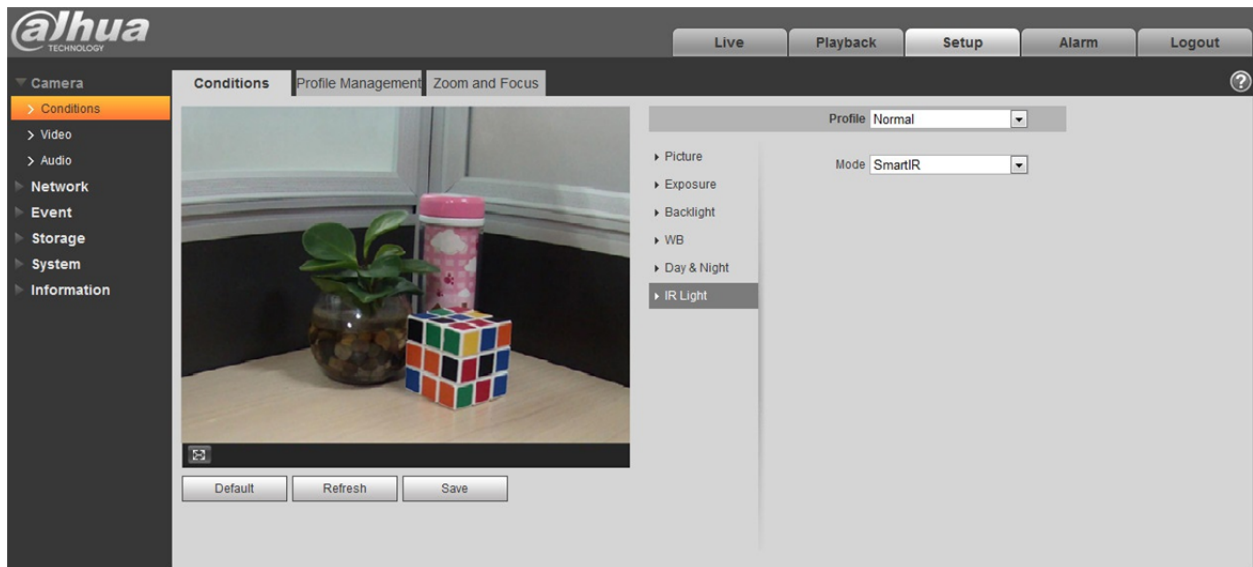 alhua
TECHNOLOGY
Live
Playback
Setup
Alarm
Logout
Camera
Conditions
Video
Audio
Network
Event
Storage
System
Information
Conditions
Profile Management
Zoom and Focus
?
Default
Refresh
Save
Profile Normal
Picture
Exposure
Backlight
WB
Day & Night
IR Light
Mode SmartIR